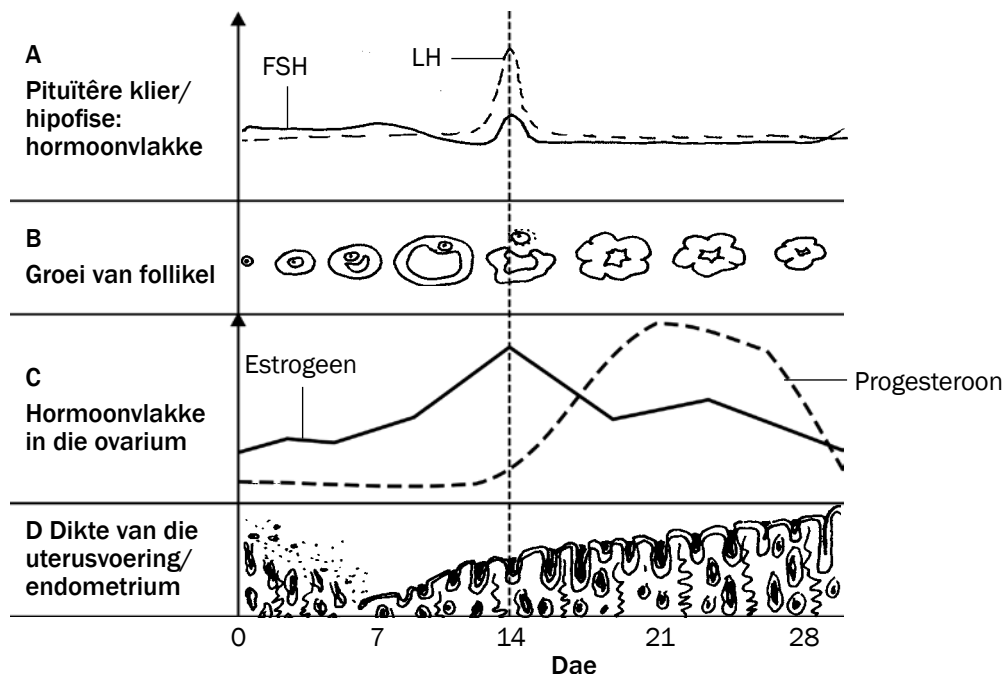 A
Pituïtêre klier/
hipofise:
hormoonvlakke
FSH
LH
B
Groei van follikel
C
Hormoonvlakke
in die ovarium
Estrogeen
Progesteroon
D Dikte van die
uterusvoering/
endometrium
0 7 14 21 28
Dae